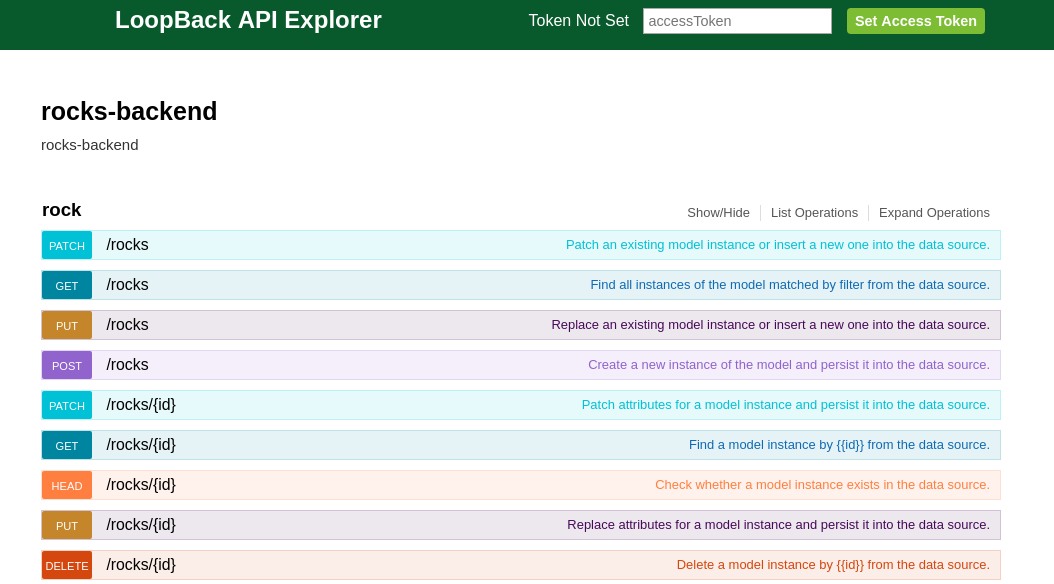 LoopBack API Explorer Token Not Set accessToken Set Access Token
rocks-backend
rocks-backend
rock Show/Hide List Operations Expand Operations
PATCH /rocks Patch an existing model instance or insert a new one into the data source.
GET /rocks Find all instances of the model matched by filter from the data source.
PUT /rocks Replace an existing model instance or insert a new one into the data source.
POST /rocks Create a new instance of the model and persist it into the data source.
PATCH /rocks/{id} Patch attributes for a model instance and persist it into the data source.
GET /rocks/{id} Find a model instance by {{id}} from the data source.
HEAD /rocks/{id} Check whether a model instance exists in the data source.
PUT /rocks/{id} Replace attributes for a model instance and persist it into the data source.
DELETE /rocks/{id} Delete a model instance by {{id}} from the data source.